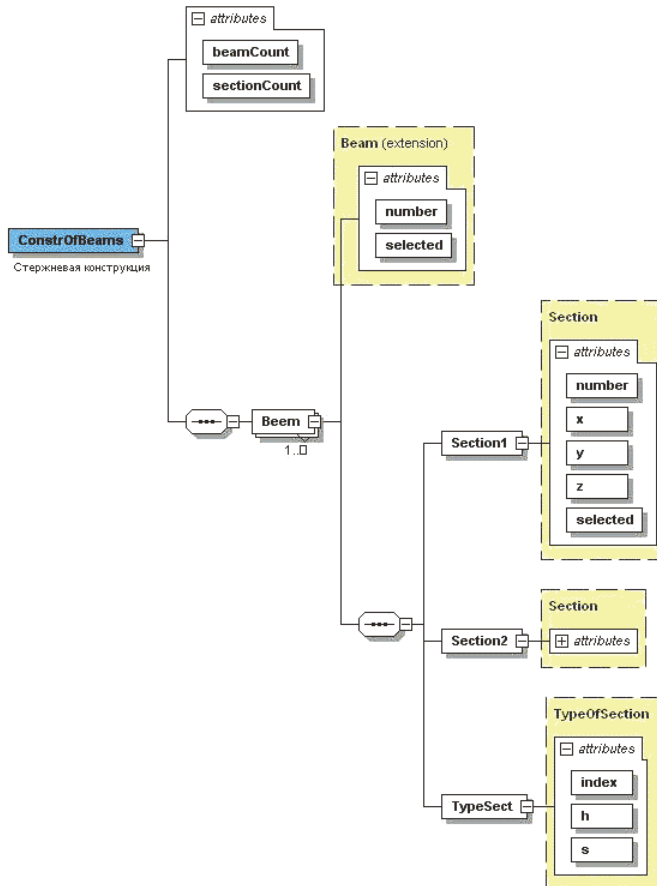 attributes
beamCount
sectionCount
Beam (extension)
attributes
number
selected
ConstrOfBeams
Стержневая конструкция
Beem
1..
Section
attributes
number
x
y
z
selected
Section1
Section
attributes
Section2
TypeOfSection
attributes
index
h
s
TypeSect